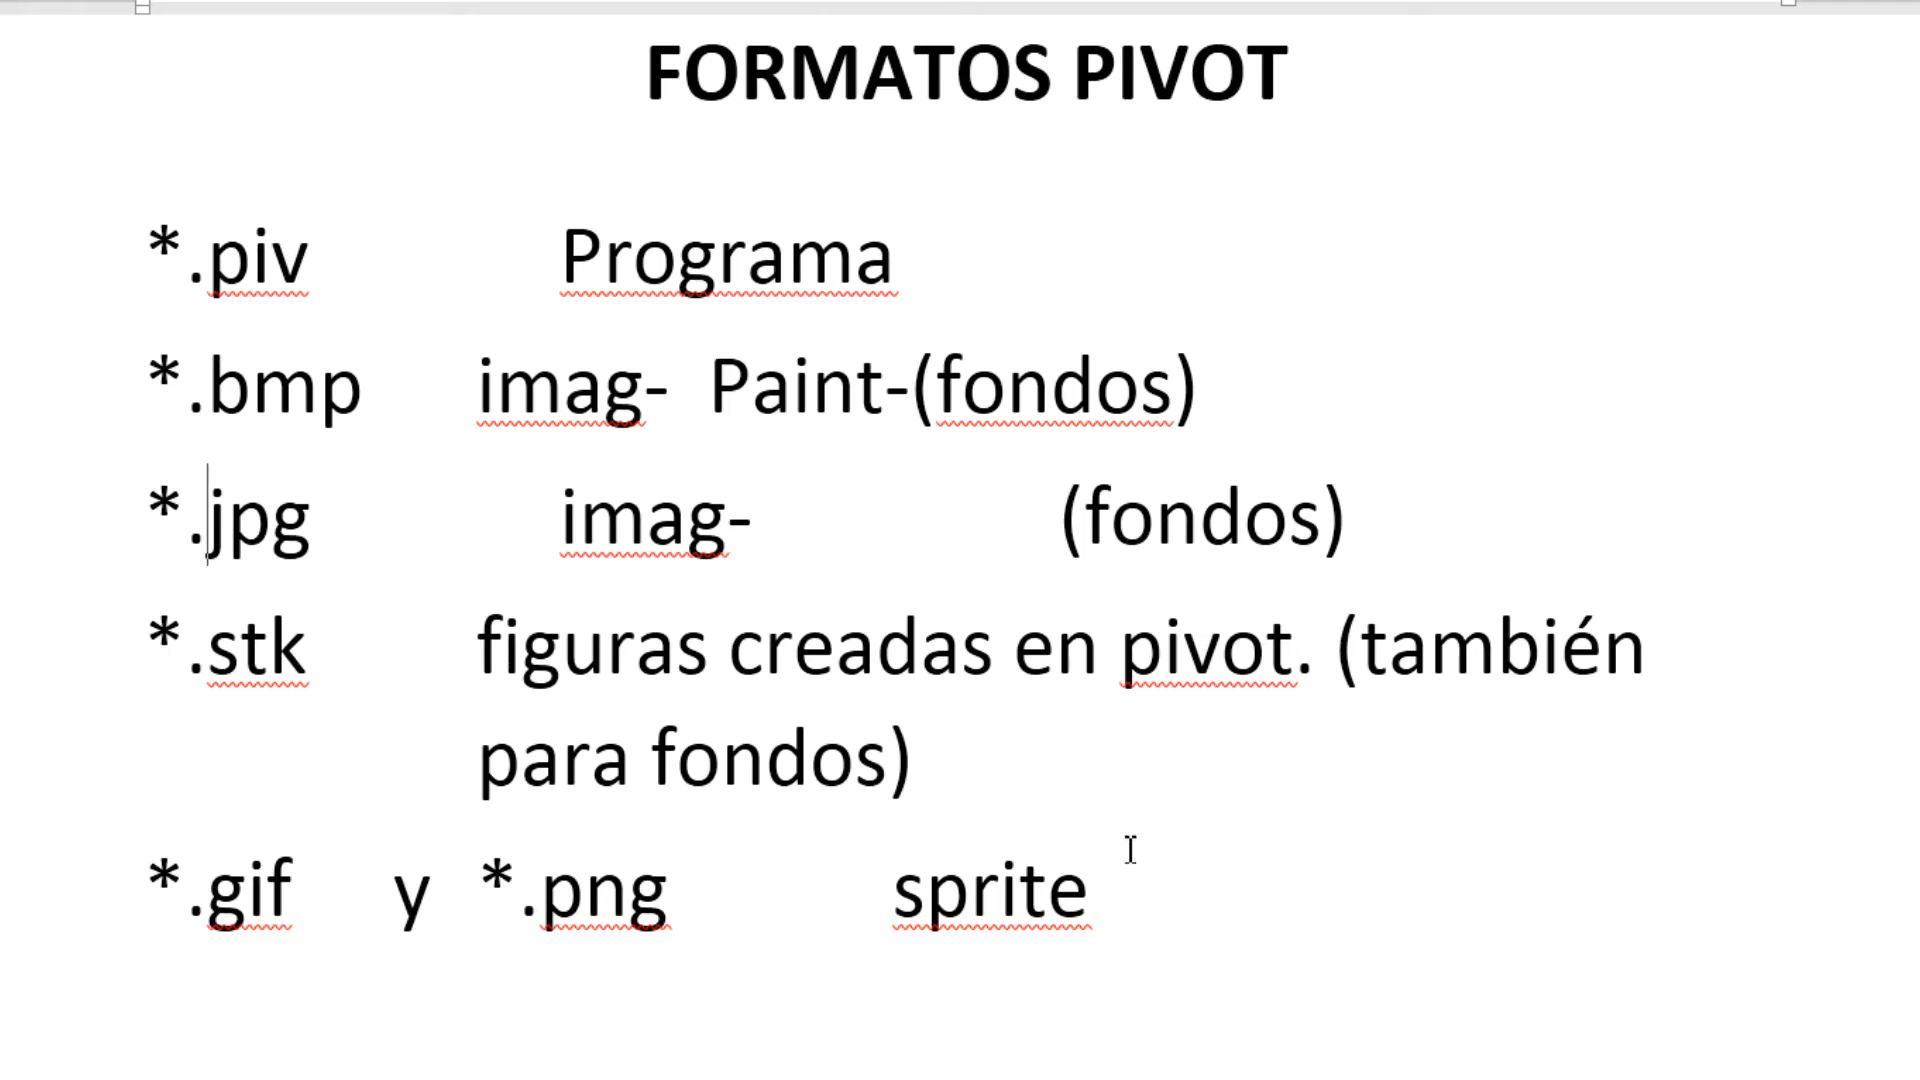 FORMATOS PIVOT
*.piv Programa
*.bmp imag- Paint-(fondos)
*.jpg imag- (fondos)
*.stk figuras creadas en pivot. (también
para fondos)
*.gif y *.png sprite